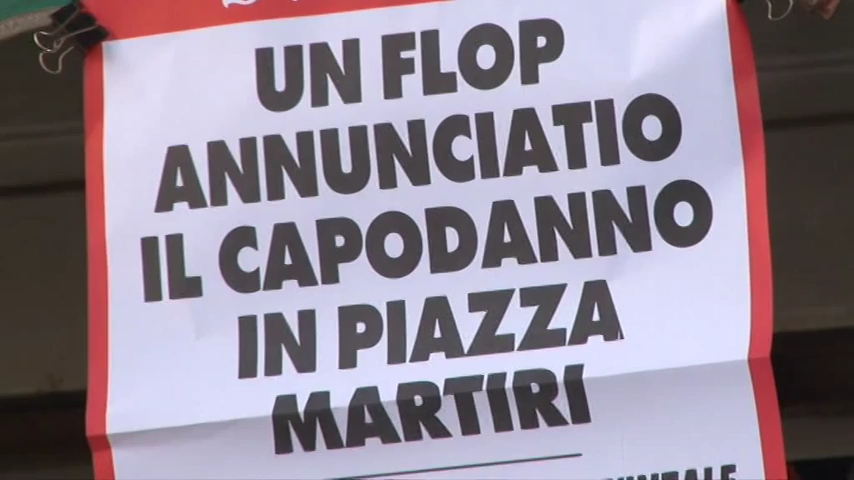 UN FLOP
ANNUNCIATIO
IL CAPODANNO
IN PIAZZA
MARTIRI